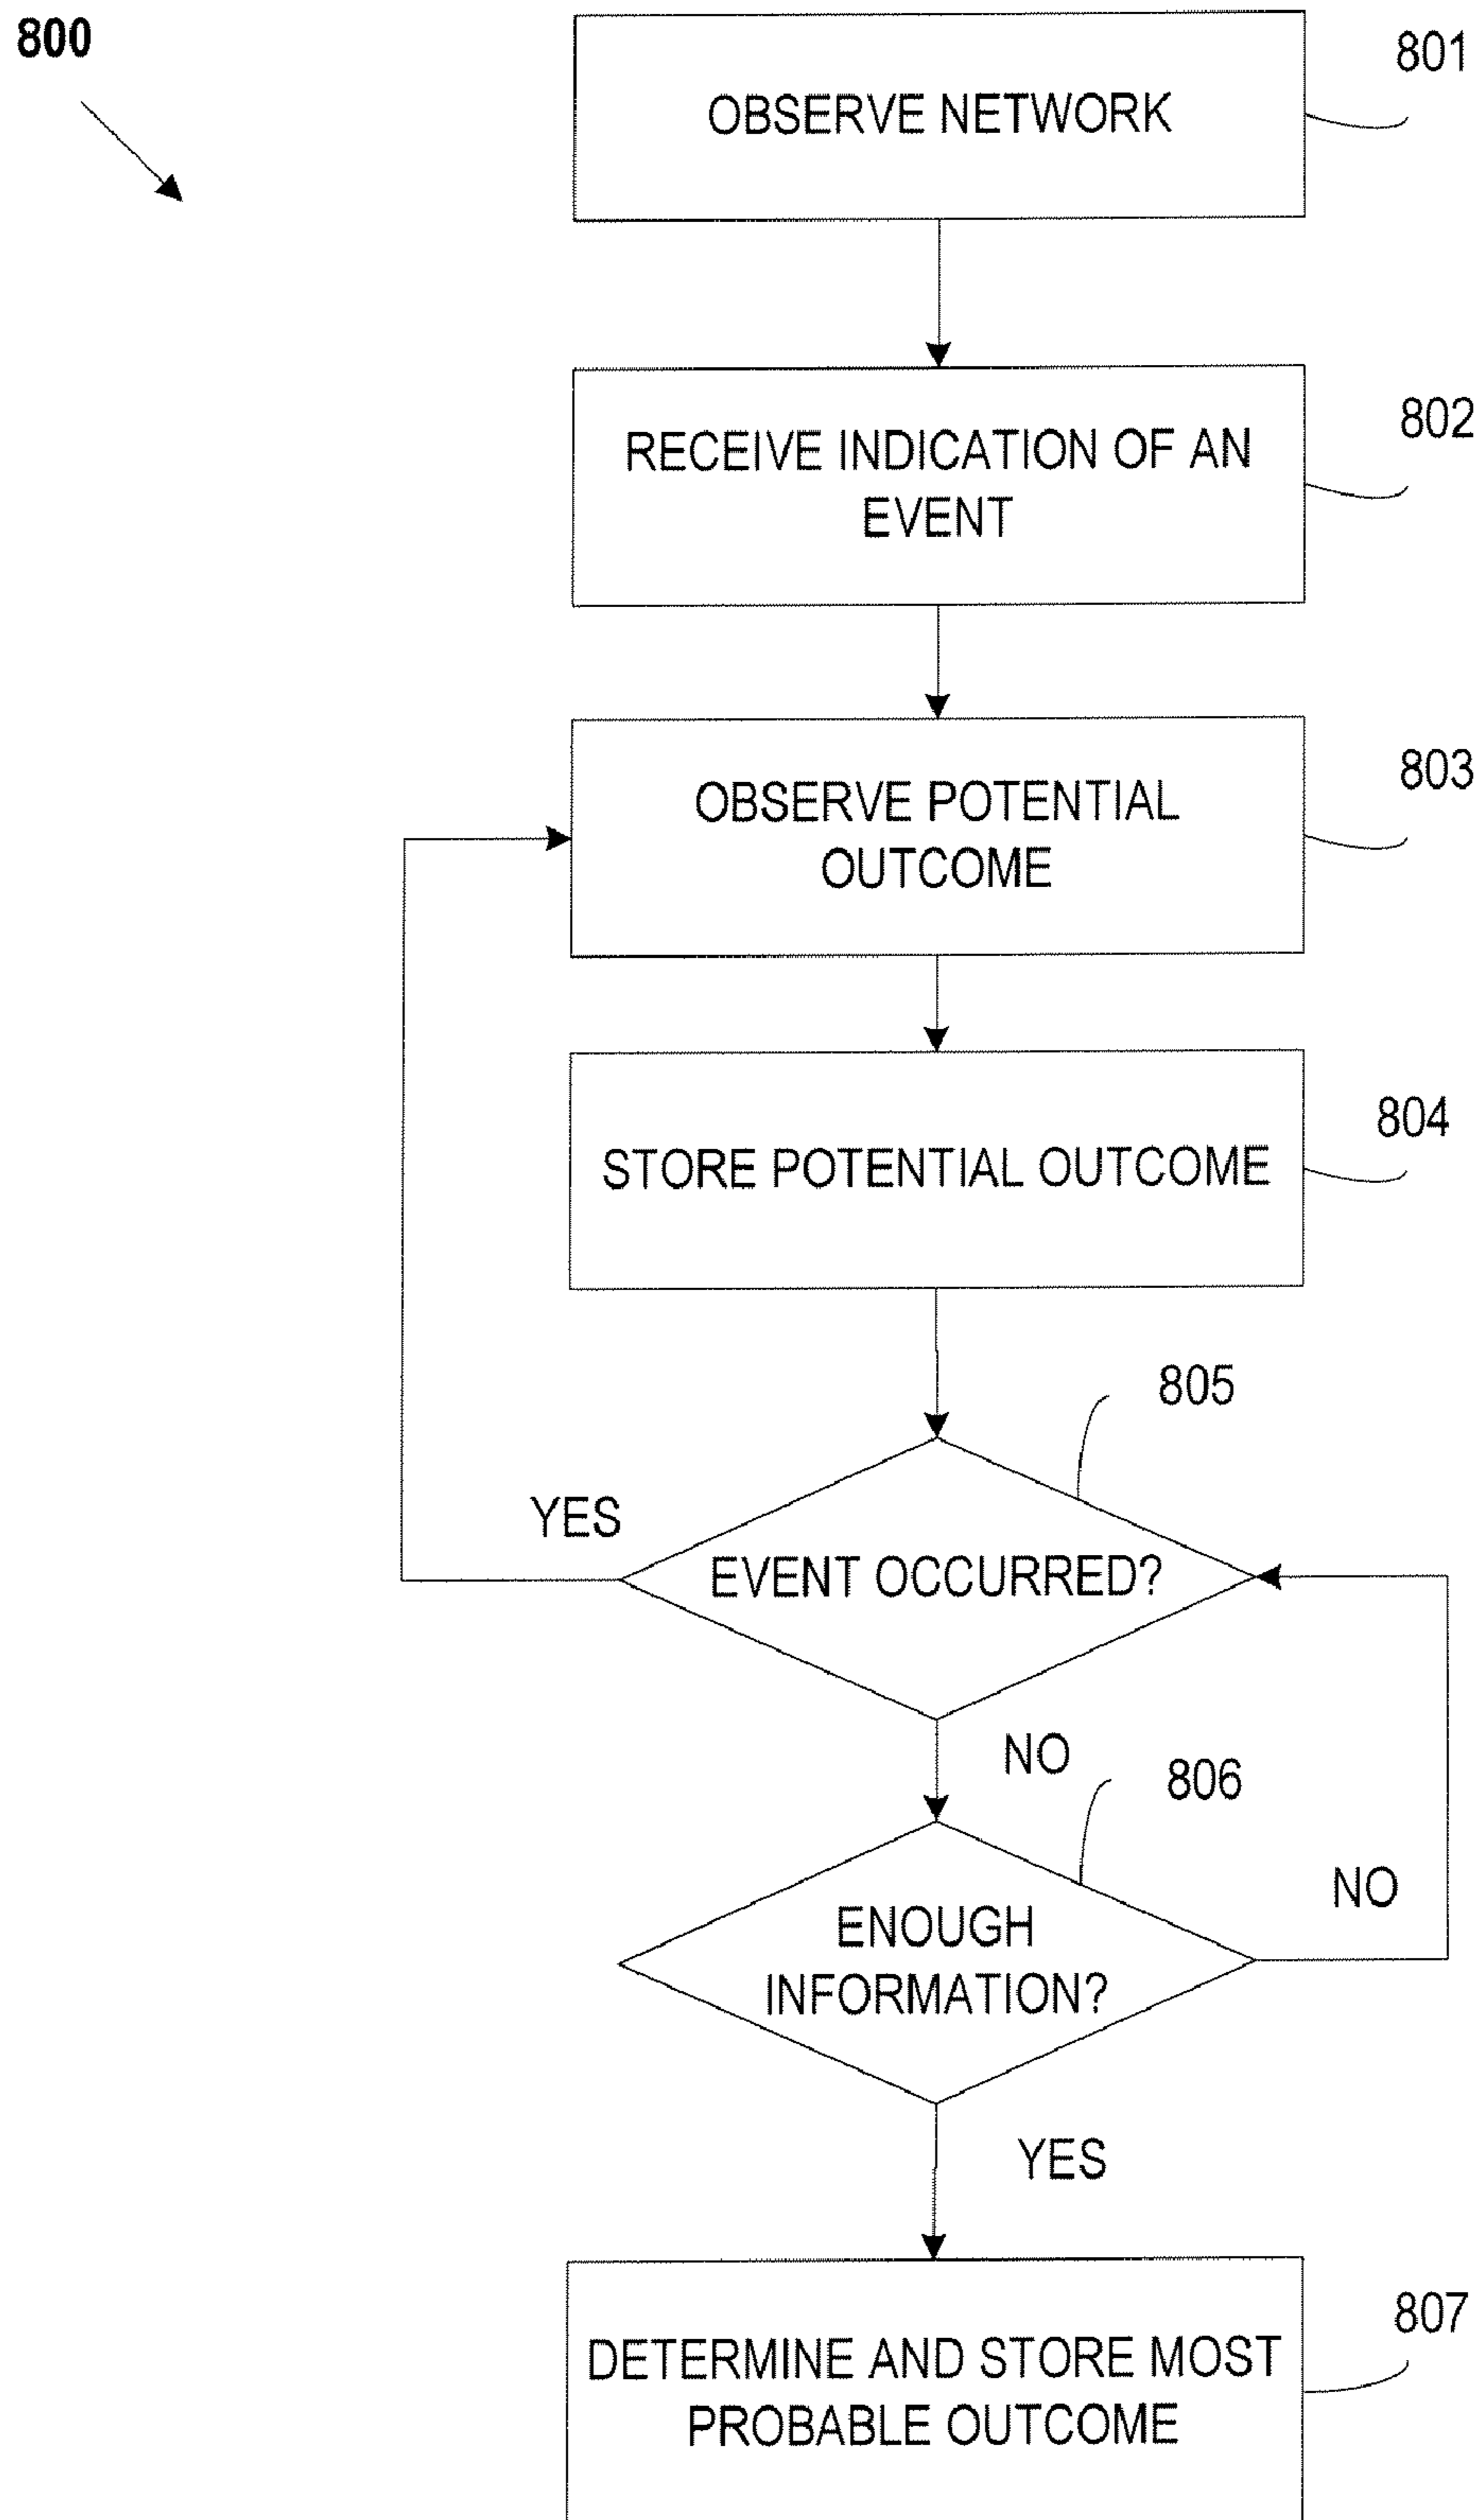 800
801
OBSERVE NETWORK
802
RECEIVE INDICATION OF AN
EVENT
803
OBSERVE POTENTIAL
OUTCOME
804
STORE POTENTIAL OUTCOME
805
YES
EVENT OCCURRED?
NO
806
NO
ENOUGH
INFORMATION?
YES
807
DETERMINE AND STORE MOST
PROBABLE OUTCOME